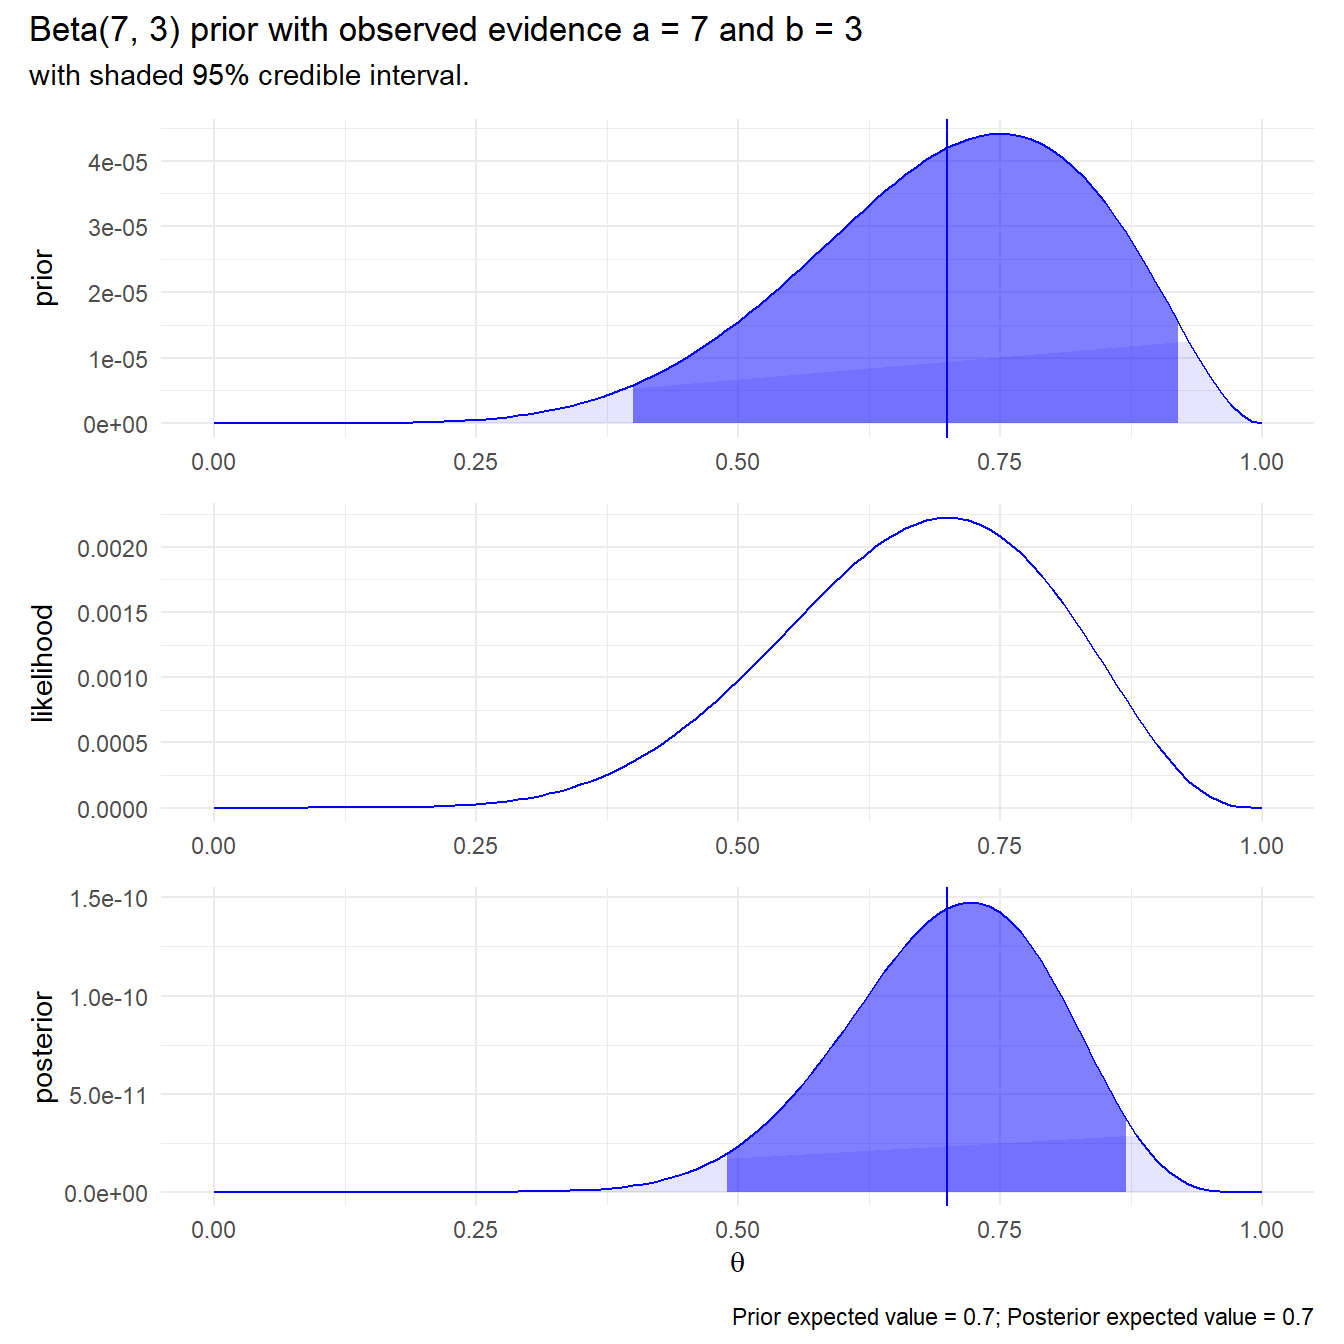 Beta(7, 3) prior with observed evidence a = 7 and b = 3
with shaded 95% credible interval.
prior
4e-05
3e-05
2e-05
1e-05
0e+00
0.00 0.25 0.50 0.75 1.00
likelihood
0.0020
0.0015
0.0010
0.0005
0.0000
0.00 0.25 0.50 0.75 1.00
posterior
1.5e-10
1.0e-10
5.0e-11
0.0e+00
0.00 0.25 0.50 0.75 1.00
θ
Prior expected value = 0.7; Posterior expected value = 0.7